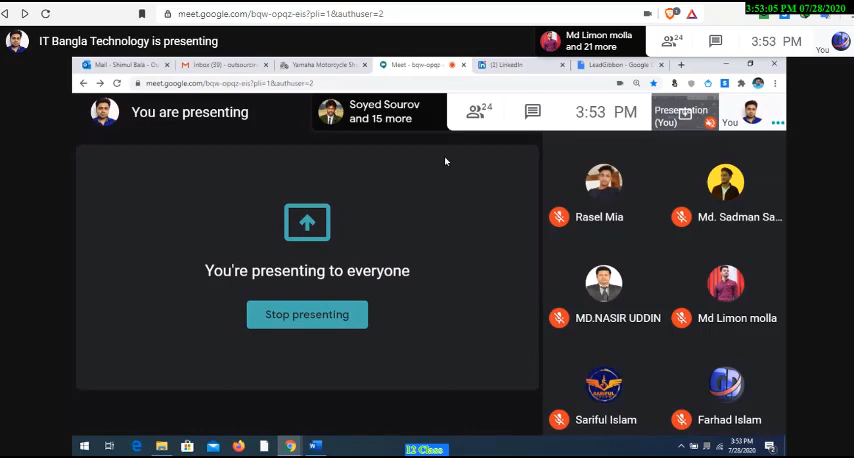 3:53:05 PM 07/28/2020
meet.google.com/bqw-opqz-eps?pli=1&authuser=2
IT Bangla Technology is presenting
Md Limon molla
and 21 more
24
3:53 PM
You
Mail - Shimul Bala - Ou
Inbox (39) - outsourcin
Yamaha Motorcycle Sh
Meet - bqw-opqz
(2) LinkedIn
LeadGibbon - Google
meet.google.com/bqw-opqz-eps?pli=1&authuser=2
You are presenting
Soyed Sourov
and 15 more
24
3:53 PM
Presentation
(You)
You
You're presenting to everyone
Stop presenting
Rasel Mia
Md. Sadman Sa...
MD.NASIR UDDIN
Md Limon molla
Sariful Islam
Farhad Islam
12 Class
3:53 PM
7/28/2020